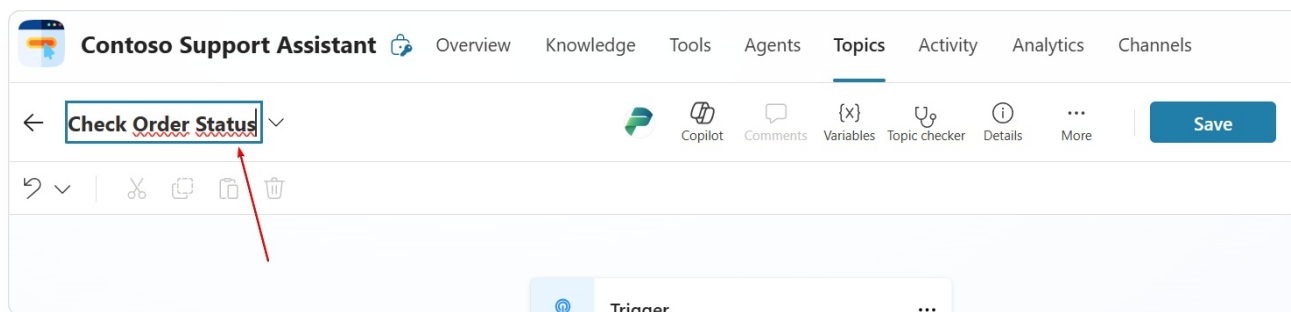 Contoso Support Assistant Overview Knowledge Tools Agents Topics Activity Analytics Channels
Check Order Status
Copilot Comments {x} Variables Topic checker Details More
Save
Trigger